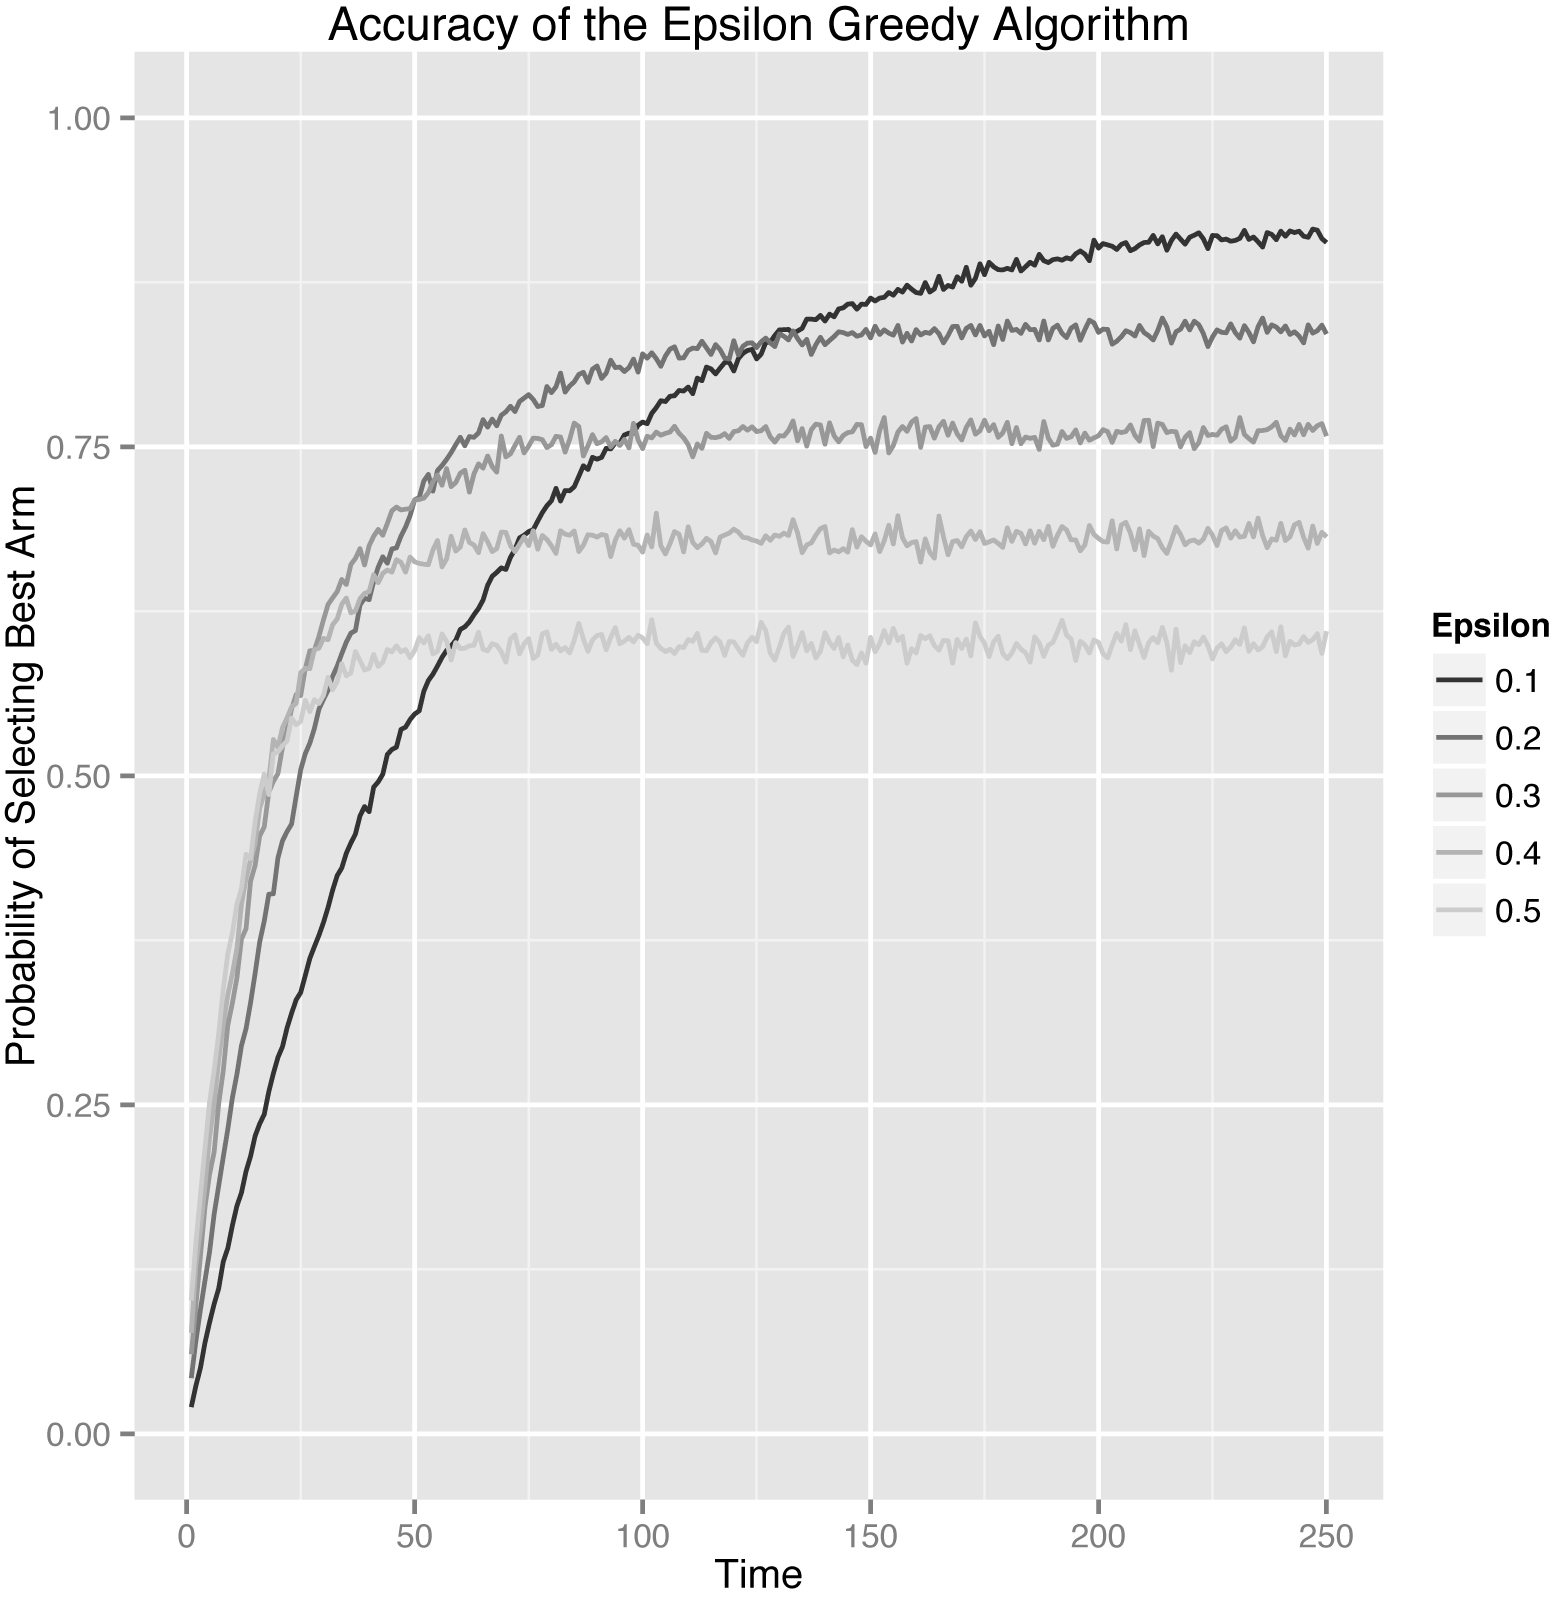 Accuracy of the Epsilon Greedy Algorithm
Probability of Selecting Best Arm
1.00
0.75
0.50
0.25
0.00
0 50 100 150 200 250
Time
Epsilon
0.1
0.2
0.3
0.4
0.5